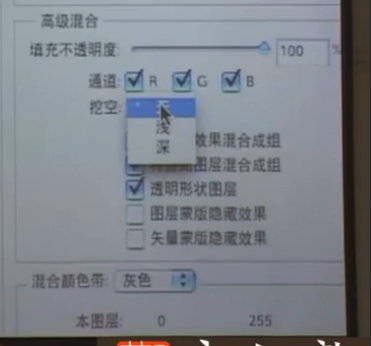 高级混合
填充不透明度: 100 %
通道: R G B
挖空: 无
浅
深
效果混合成组
图层混合成组
透明形状图层
图层蒙版隐藏效果
矢量蒙版隐藏效果
混合颜色带: 灰色
本图层: 0 255